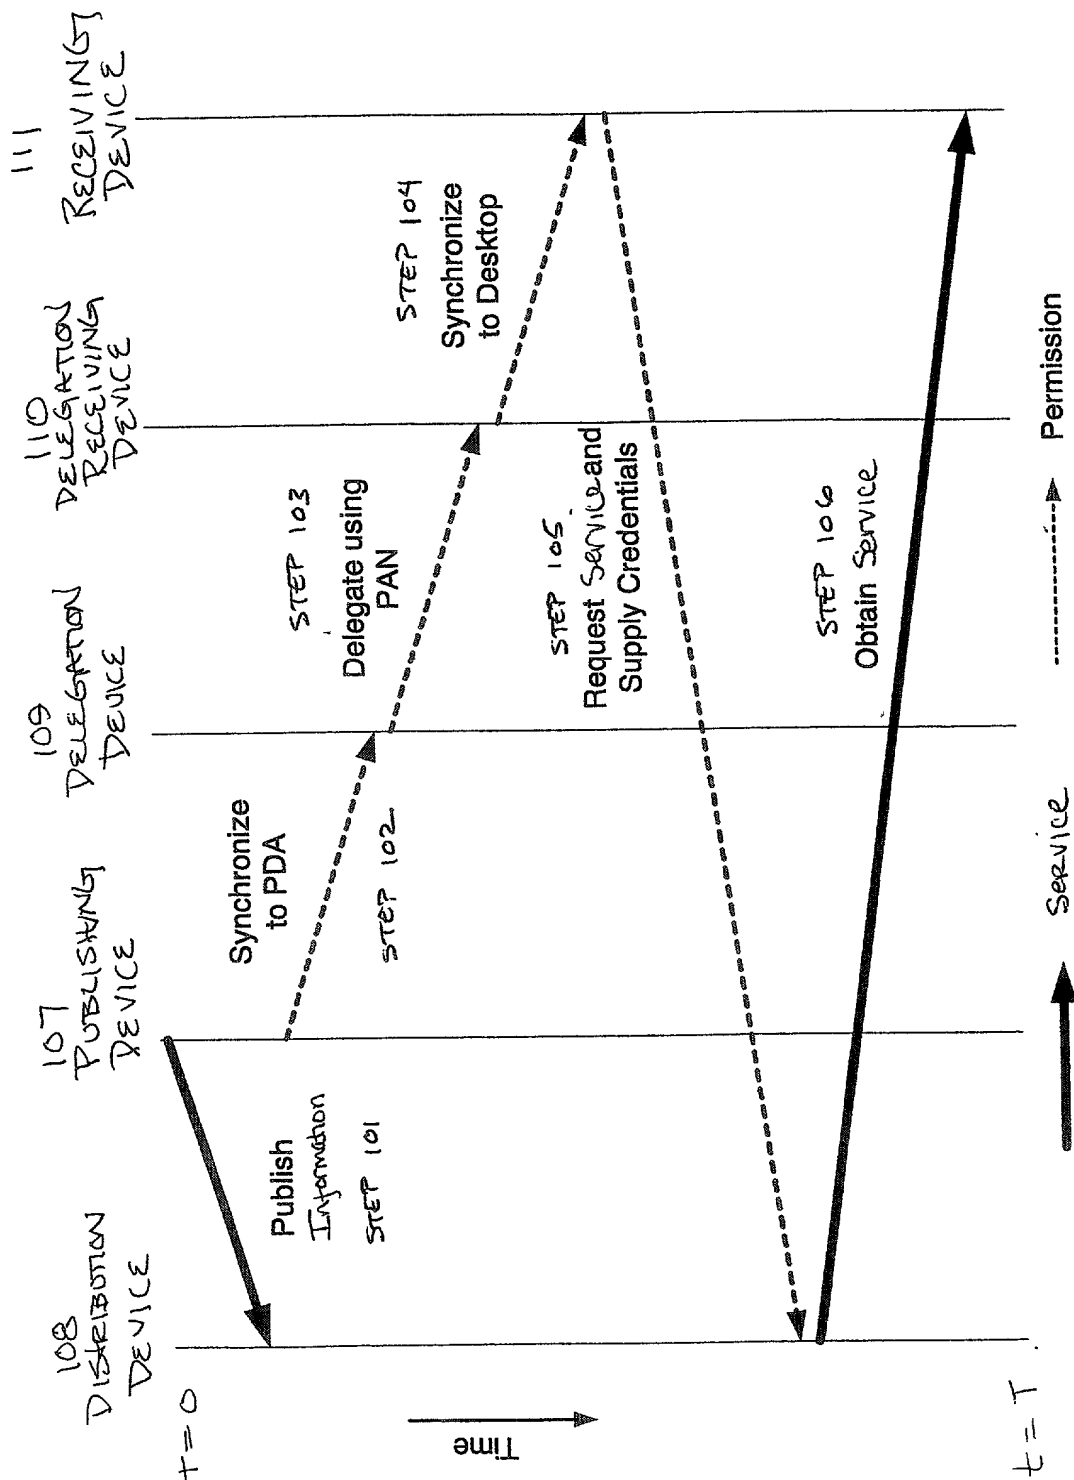 108
DISTRIBUTION
DEVICE
107
PUBLISHING
DEVICE
109
DELEGATION
DEVICE
110
DELEGATION
RECEIVING
DEVICE
111
RECEIVING
DEVICE
t=0
Time
t=T
Publish
Information
STEP 101
Synchronize
to PDA
STEP 102
STEP 103
Delegate using
PAN
STEP 104
Synchronize
to Desktop
STEP 105
Request Service and
Supply Credentials
STEP 106
Obtain Service
Service
Permission